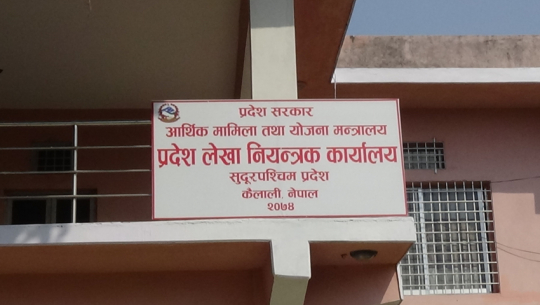 प्रदेश सरकार
आर्थिक मामिला तथा योजना मन्त्रालय
प्रदेश लेखा नियन्त्रक कार्यालय
सुदूरपश्चिम प्रदेश
कैलाली, नेपाल
२०७४